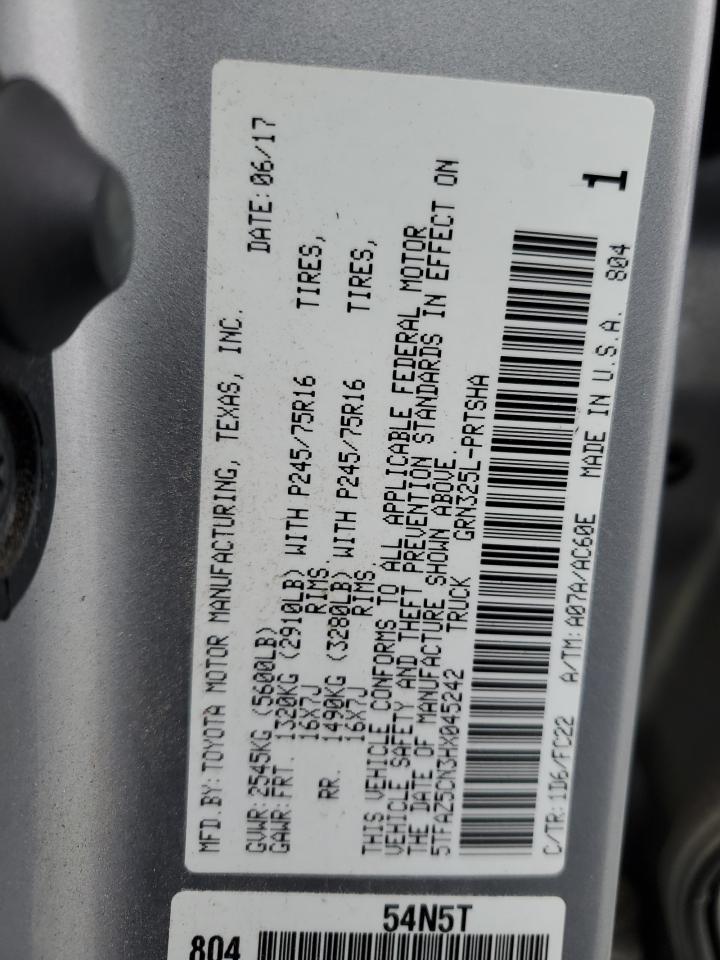 MFD.BY:TOYOTA MOTOR MANUFACTURING, TEXAS, INC.
DATE:06/17
GVWR:2545KG(5600LB)
GAWR:FRT. 1320KG(2910LB) WITH P245/75R16 TIRES,
16X7J RIMS.
RR. 1490KG(3280LB) WITH P245/75R16 TIRES,
16X7J RIMS.
THIS VEHICLE CONFORMS TO ALL APPLICABLE FEDERAL MOTOR
VEHICLE SAFETY AND THEFT PREVENTION STANDARDS IN EFFECT ON
THE DATE OF MANUFACTURE SHOWN ABOVE.
5TFAZ5CN3HX045242 TRUCK GRN325L-PRTSHA
1
C/TR:1D6/FC22 A/TM:A07A/AC60E MADE IN U.S.A. 804
54N5T
804